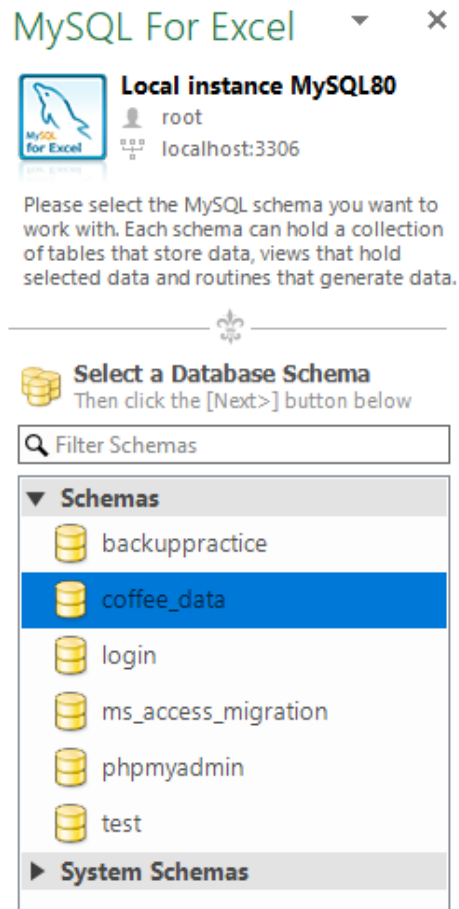 MySQL For Excel
Local instance MySQL80
MySQL
for Excel
root
localhost:3306
Please select the MySQL schema you want to
work with. Each schema can hold a collection
of tables that store data, views that hold
selected data and routines that generate data.
Select a Database Schema
Then click the [Next>] button below
Filter Schemas
Schemas
backuppractice
coffee_data
login
ms_access_migration
phpmyadmin
test
System Schemas